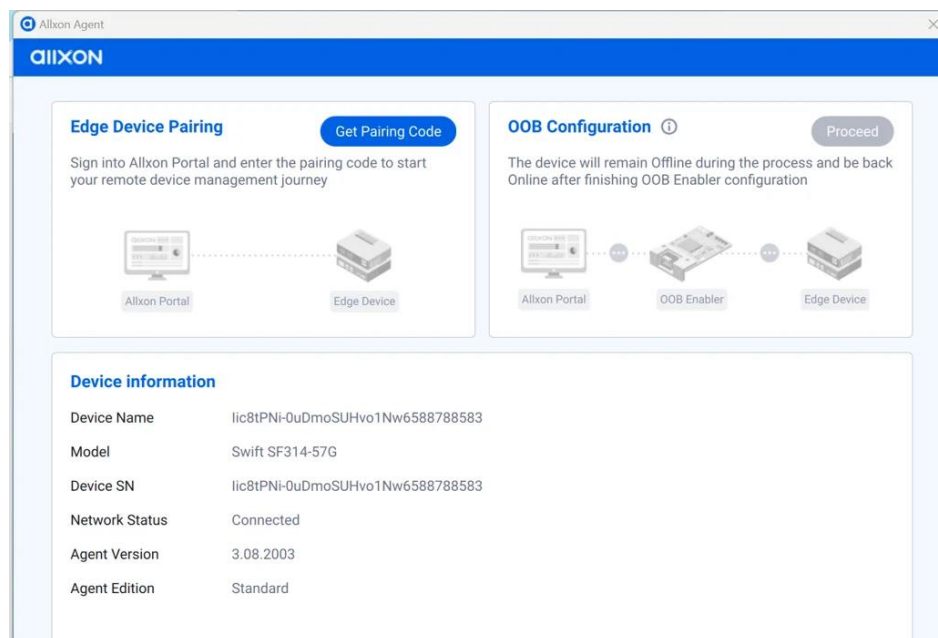 Allxon Agent
allxon
Edge Device Pairing
Get Pairing Code
Sign into Allxon Portal and enter the pairing code to start
your remote device management journey
Allxon Portal
Edge Device
OOB Configuration
Proceed
The device will remain Offline during the process and be back
Online after finishing OOB Enabler configuration
Allxon Portal
OOB Enabler
Edge Device
Device information
Device Name Iic8tPNi-0uDmoSUHvo1Nw6588788583
Model Swift SF314-57G
Device SN Iic8tPNi-0uDmoSUHvo1Nw6588788583
Network Status Connected
Agent Version 3.08.2003
Agent Edition Standard